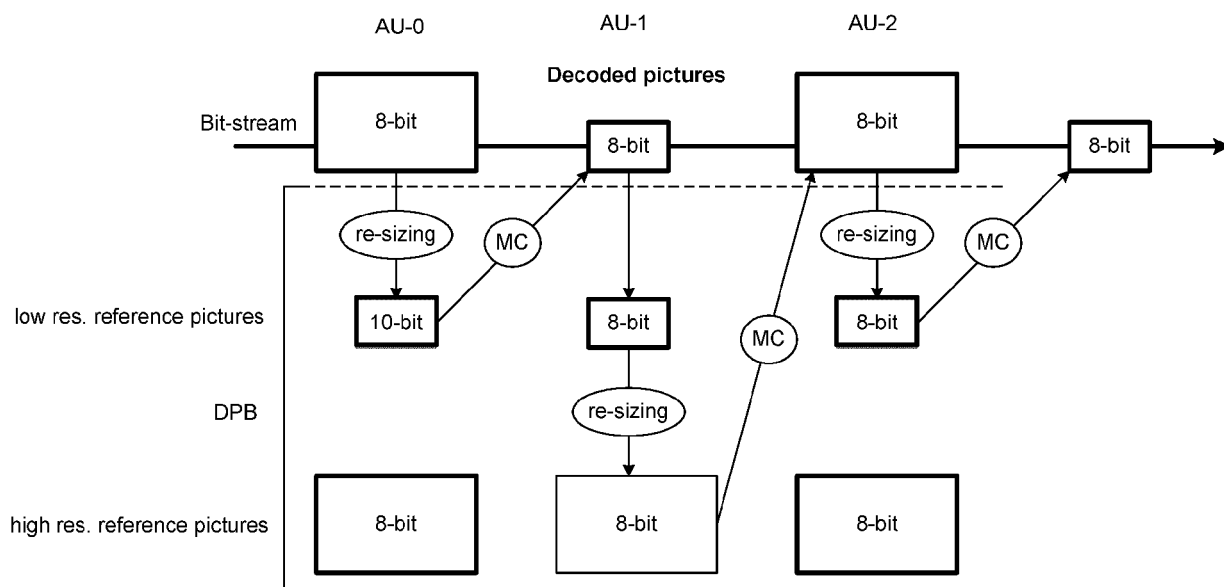 AU-0
AU-1
AU-2
Decoded pictures
Bit-stream
8-bit
8-bit
8-bit
8-bit
re-sizing
MC
re-sizing
MC
low res. reference pictures
10-bit
8-bit
8-bit
MC
re-sizing
DPB
high res. reference pictures
8-bit
8-bit
8-bit